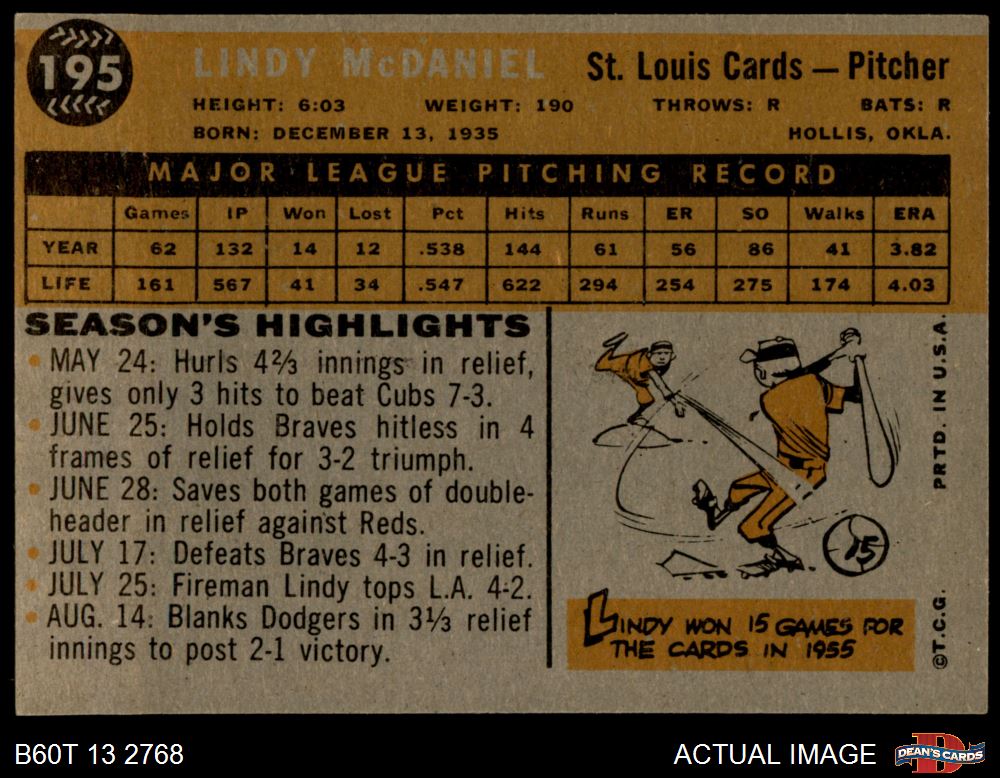 195
LINDY McDANIEL
St. Louis Cards — Pitcher
HEIGHT: 6:03 WEIGHT: 190 THROWS: R BATS: R
BORN: DECEMBER 13, 1935 HOLLIS, OKLA.
MAJOR LEAGUE PITCHING RECORD
Games IP Won Lost Pct Hits Runs ER SO Walks ERA
YEAR 62 132 14 12 .538 144 61 56 86 41 3.82
LIFE 161 567 41 34 .547 622 294 254 275 174 4.03
SEASON'S HIGHLIGHTS
• MAY 24: Hurls 4⅔ innings in relief,
gives only 3 hits to beat Cubs 7-3.
• JUNE 25: Holds Braves hitless in 4
frames of relief for 3-2 triumph.
• JUNE 28: Saves both games of double-
header in relief against Reds.
• JULY 17: Defeats Braves 4-3 in relief.
• JULY 25: Fireman Lindy tops L.A. 4-2.
• AUG. 14: Blanks Dodgers in 3⅓ relief
innings to post 2-1 victory.
15
LINDY WON 15 GAMES FOR
THE CARDS IN 1955
©T.C.G. PRTD. IN U.S.A.
B60T 13 2768
ACTUAL IMAGE
DEAN'S CARDS